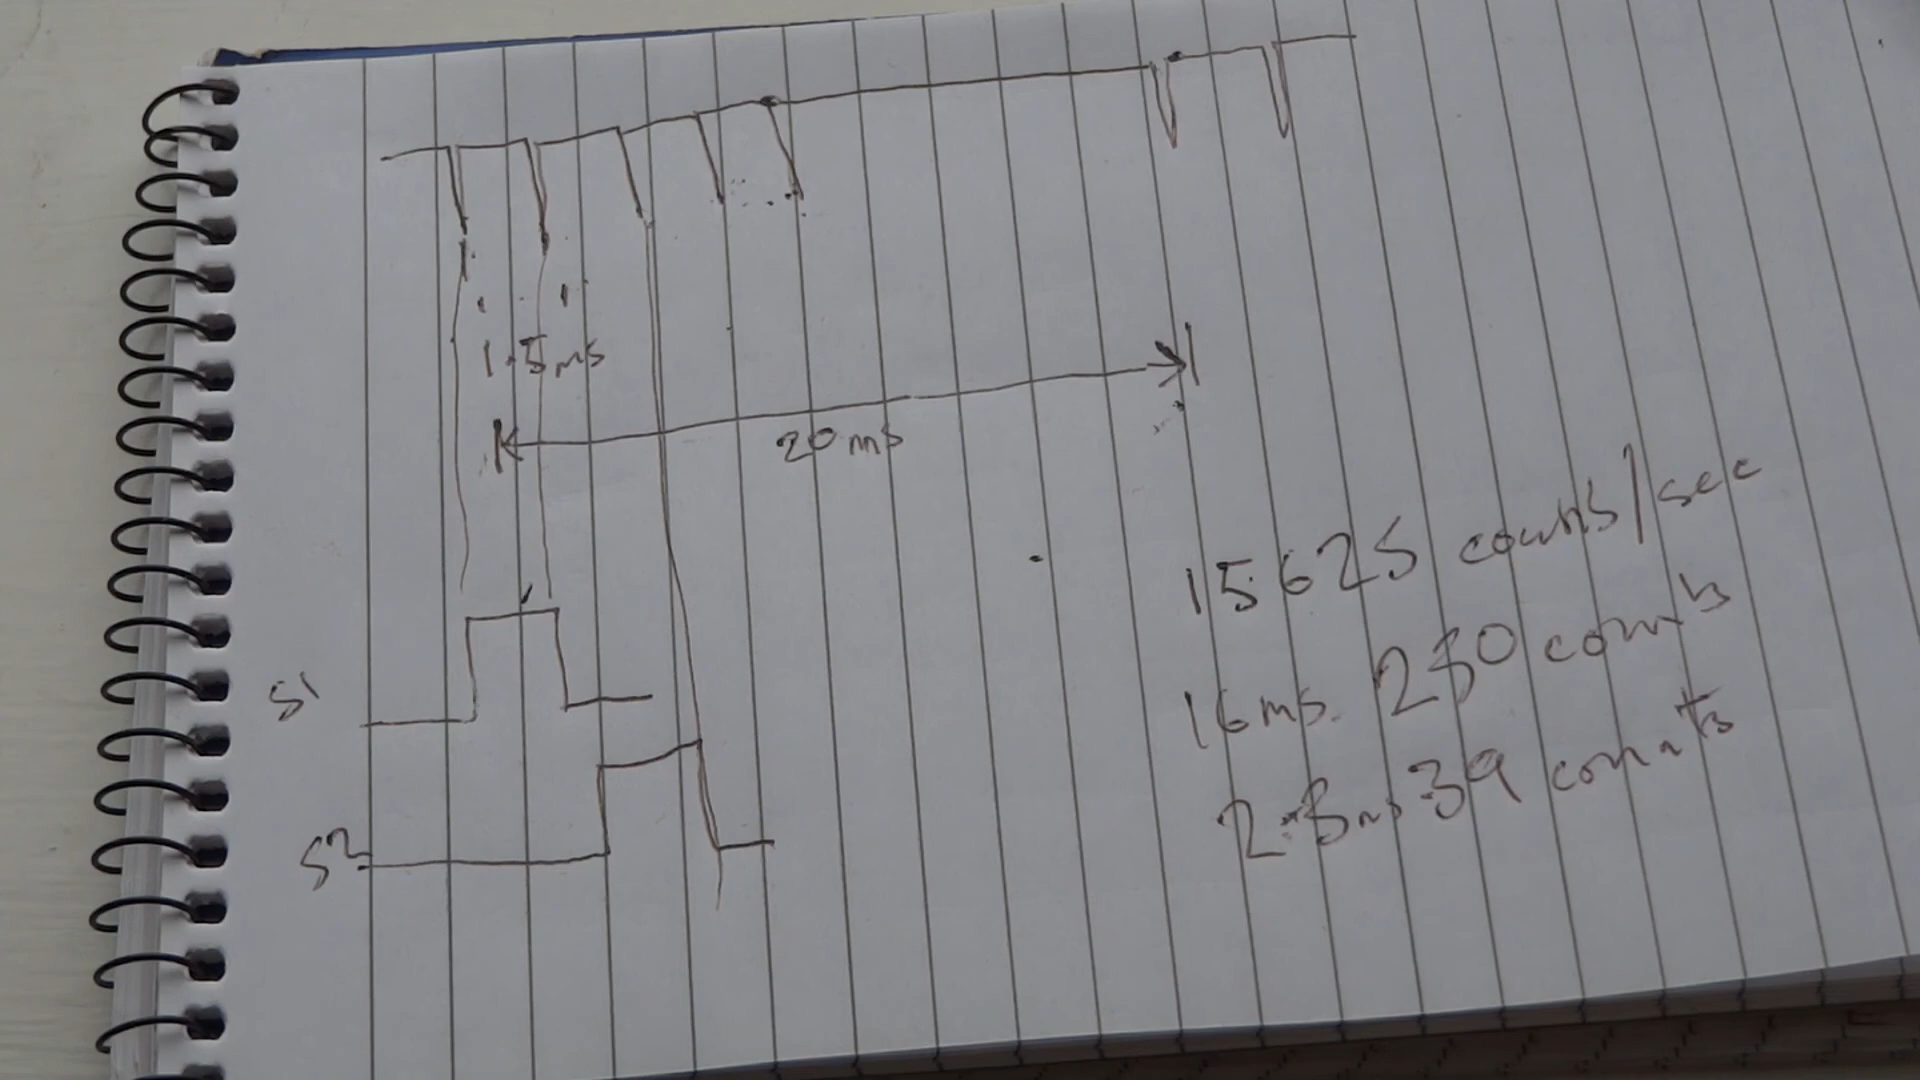 1.5ms
20ms
15625 counts/sec
16ms. 250 counts
2.5ms 39 counts
S1
S2